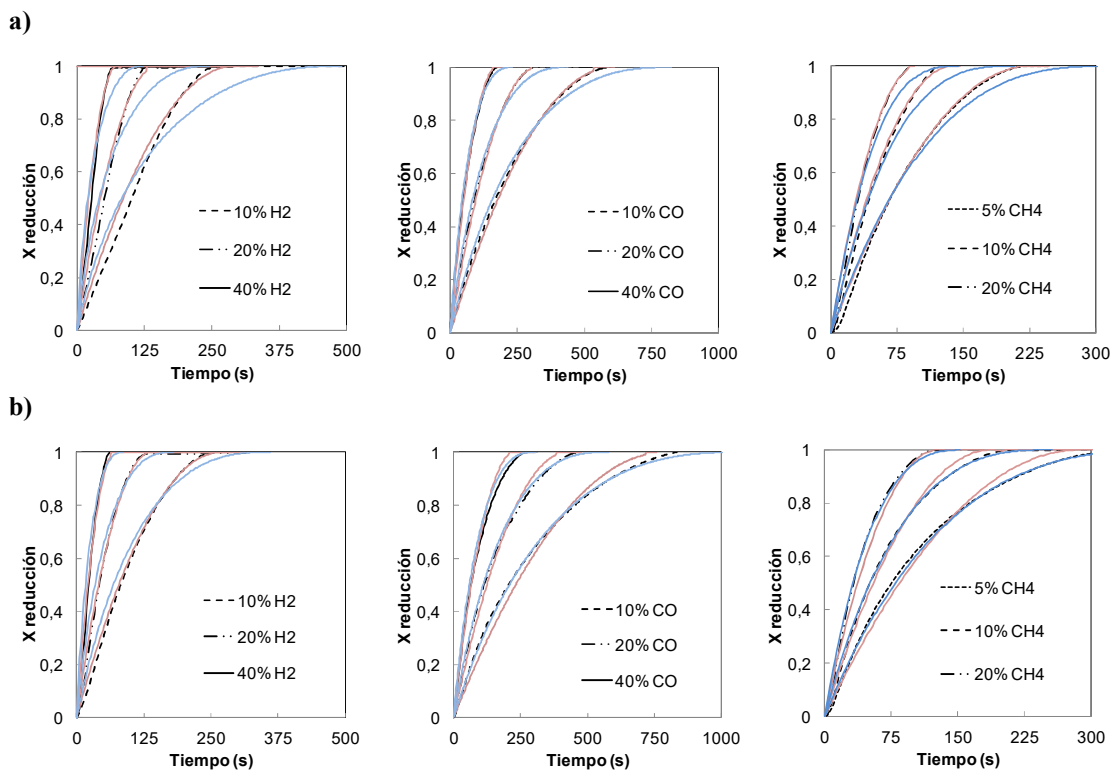 a)
1
0,8
0,6
0,4
0,2
0
X reducción
10% H2
20% H2
40% H2
0 125 250 375 500
Tiempo (s)
1
0,8
0,6
0,4
0,2
0
X reducción
10% CO
20% CO
40% CO
0 250 500 750 1000
Tiempo (s)
1
0,8
0,6
0,4
0,2
0
X reducción
5% CH4
10% CH4
20% CH4
0 75 150 225 300
Tiempo (s)
b)
1
0,8
0,6
0,4
0,2
0
X reducción
10% H2
20% H2
40% H2
0 125 250 375 500
Tiempo (s)
1
0,8
0,6
0,4
0,2
0
X reducción
10% CO
20% CO
40% CO
0 250 500 750 1000
Tiempo (s)
1
0,8
0,6
0,4
0,2
0
X reducción
5% CH4
10% CH4
20% CH4
0 75 150 225 300
Tiempo (s)